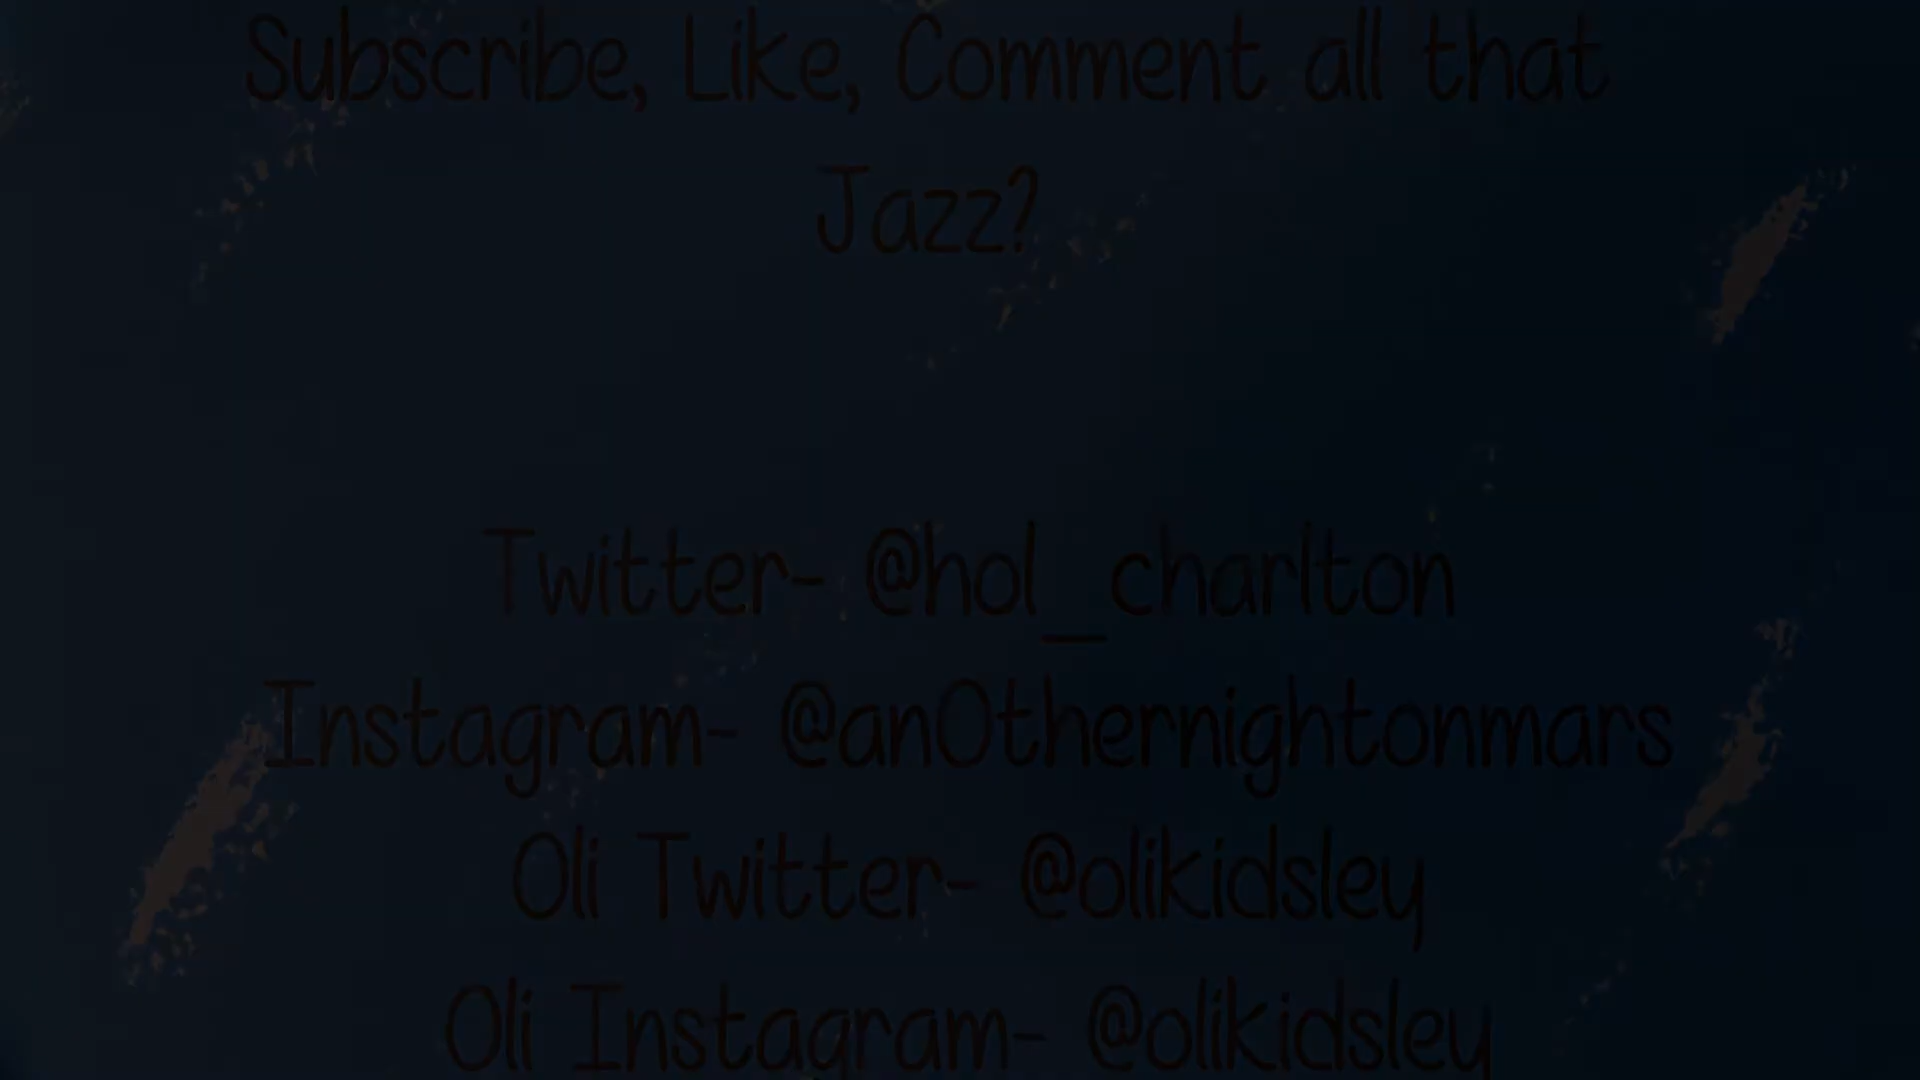 Subscribe, Like, Comment all that
Jazz?
Twitter- @hol_charlton
Instagram- @an0thernightonmars
Oli Twitter- @olikidsley
Oli Instagram- @olikidsley